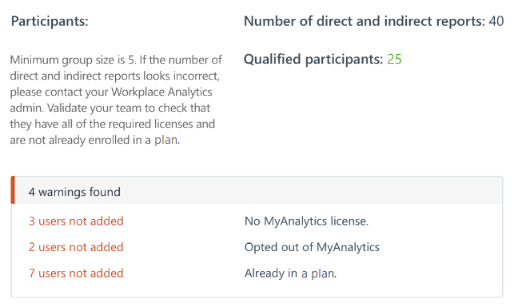 Participants:
Number of direct and indirect reports: 40
Minimum group size is 5. If the number of
direct and indirect reports looks incorrect,
please contact your Workplace Analytics
admin. Validate your team to check that
they have all of the required licenses and
are not already enrolled in a plan.
Qualified participants: 25
4 warnings found
3 users not added
No MyAnalytics license.
2 users not added
Opted out of MyAnalytics
7 users not added
Already in a plan.